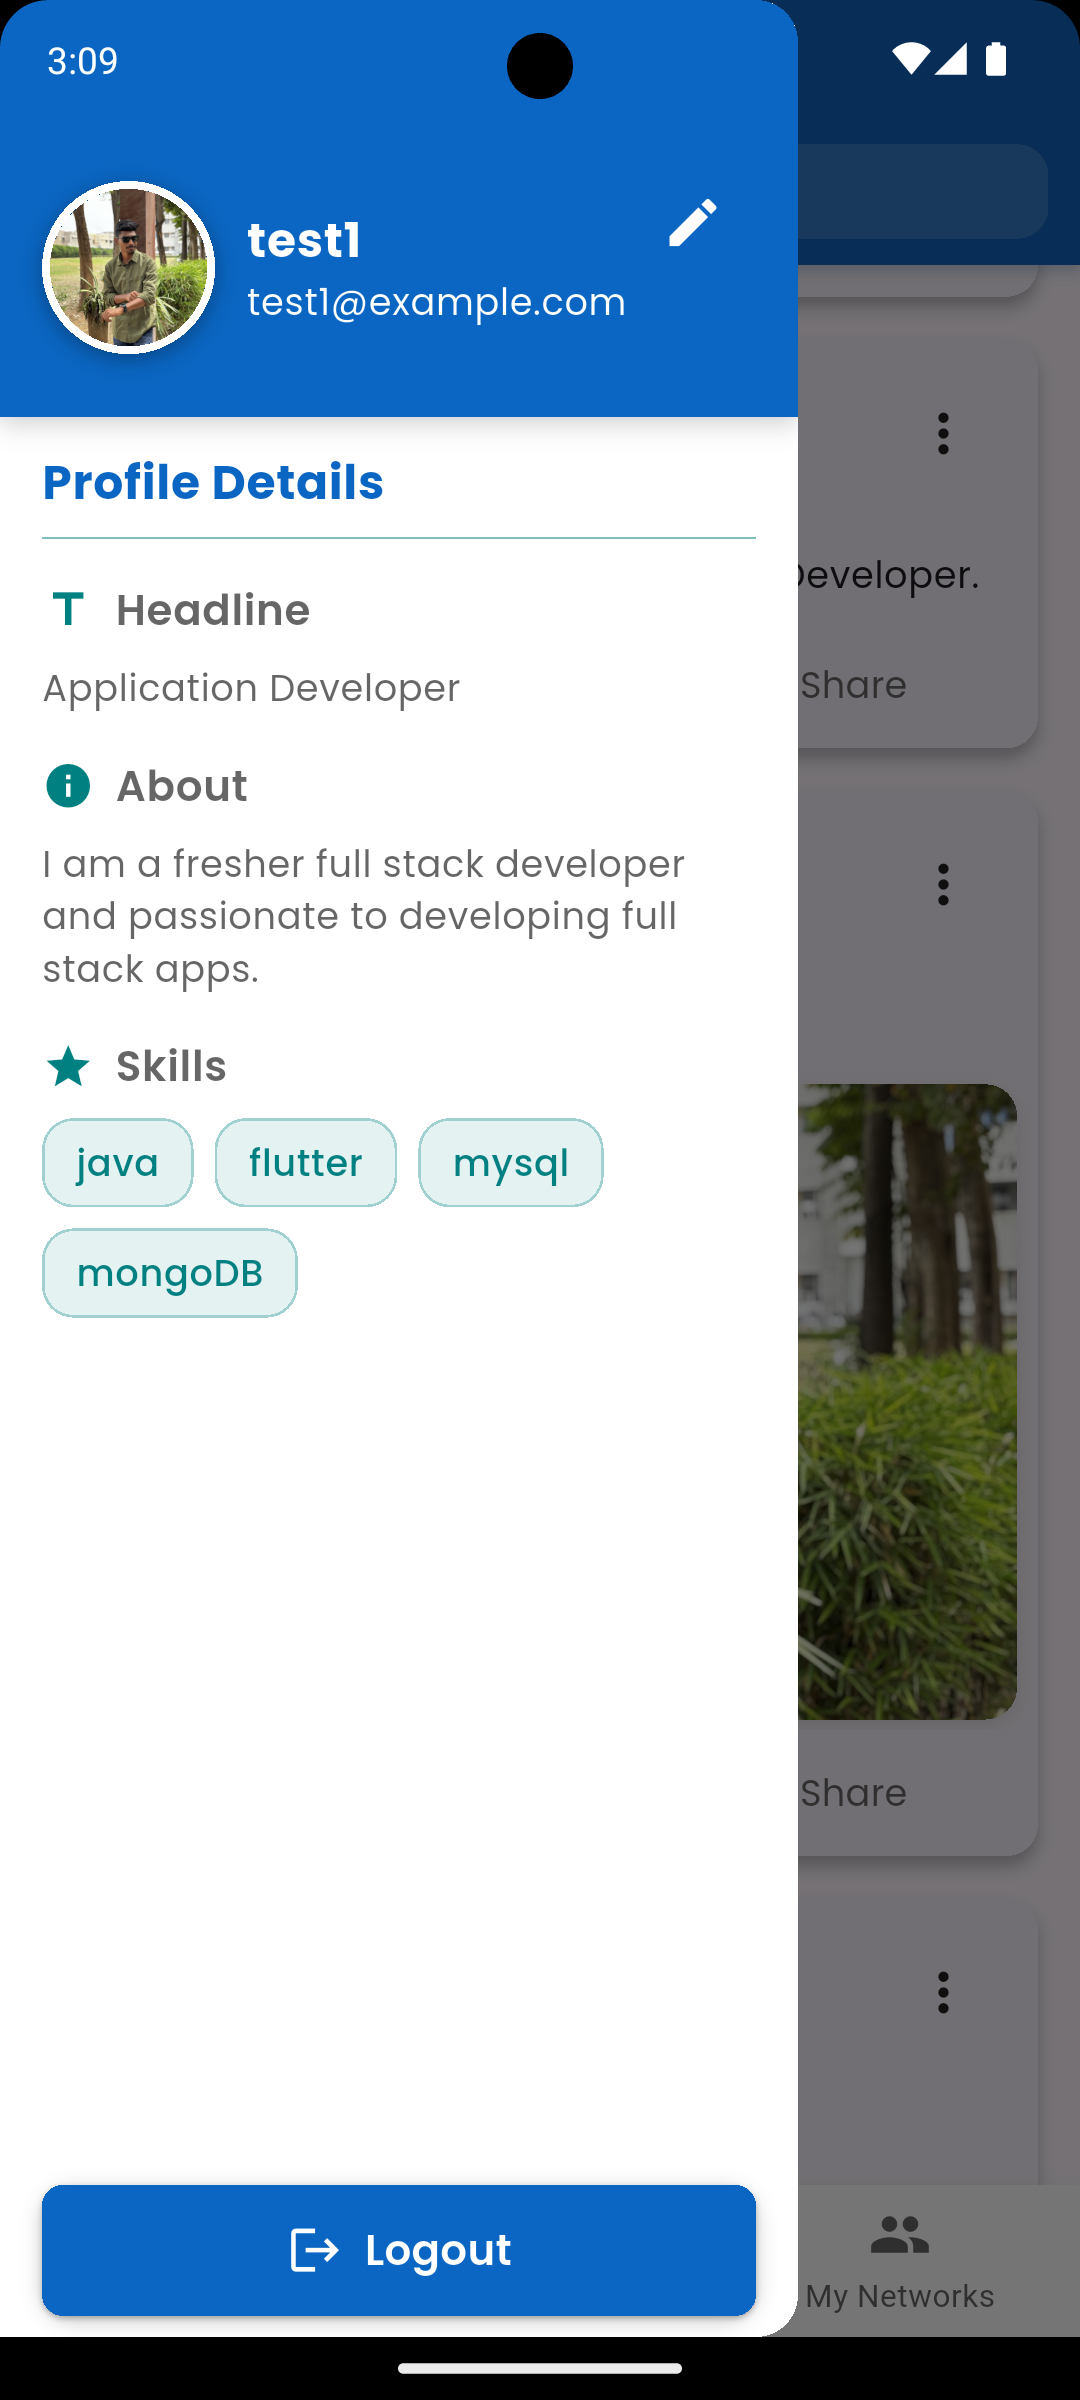 3:09
test1
test1@example.com
Profile Details
Headline
Application Developer
About
I am a fresher full stack developer
and passionate to developing full
stack apps.
Skills
java flutter mysql
mongoDB
Logout
Developer.
Share
Share
My Networks